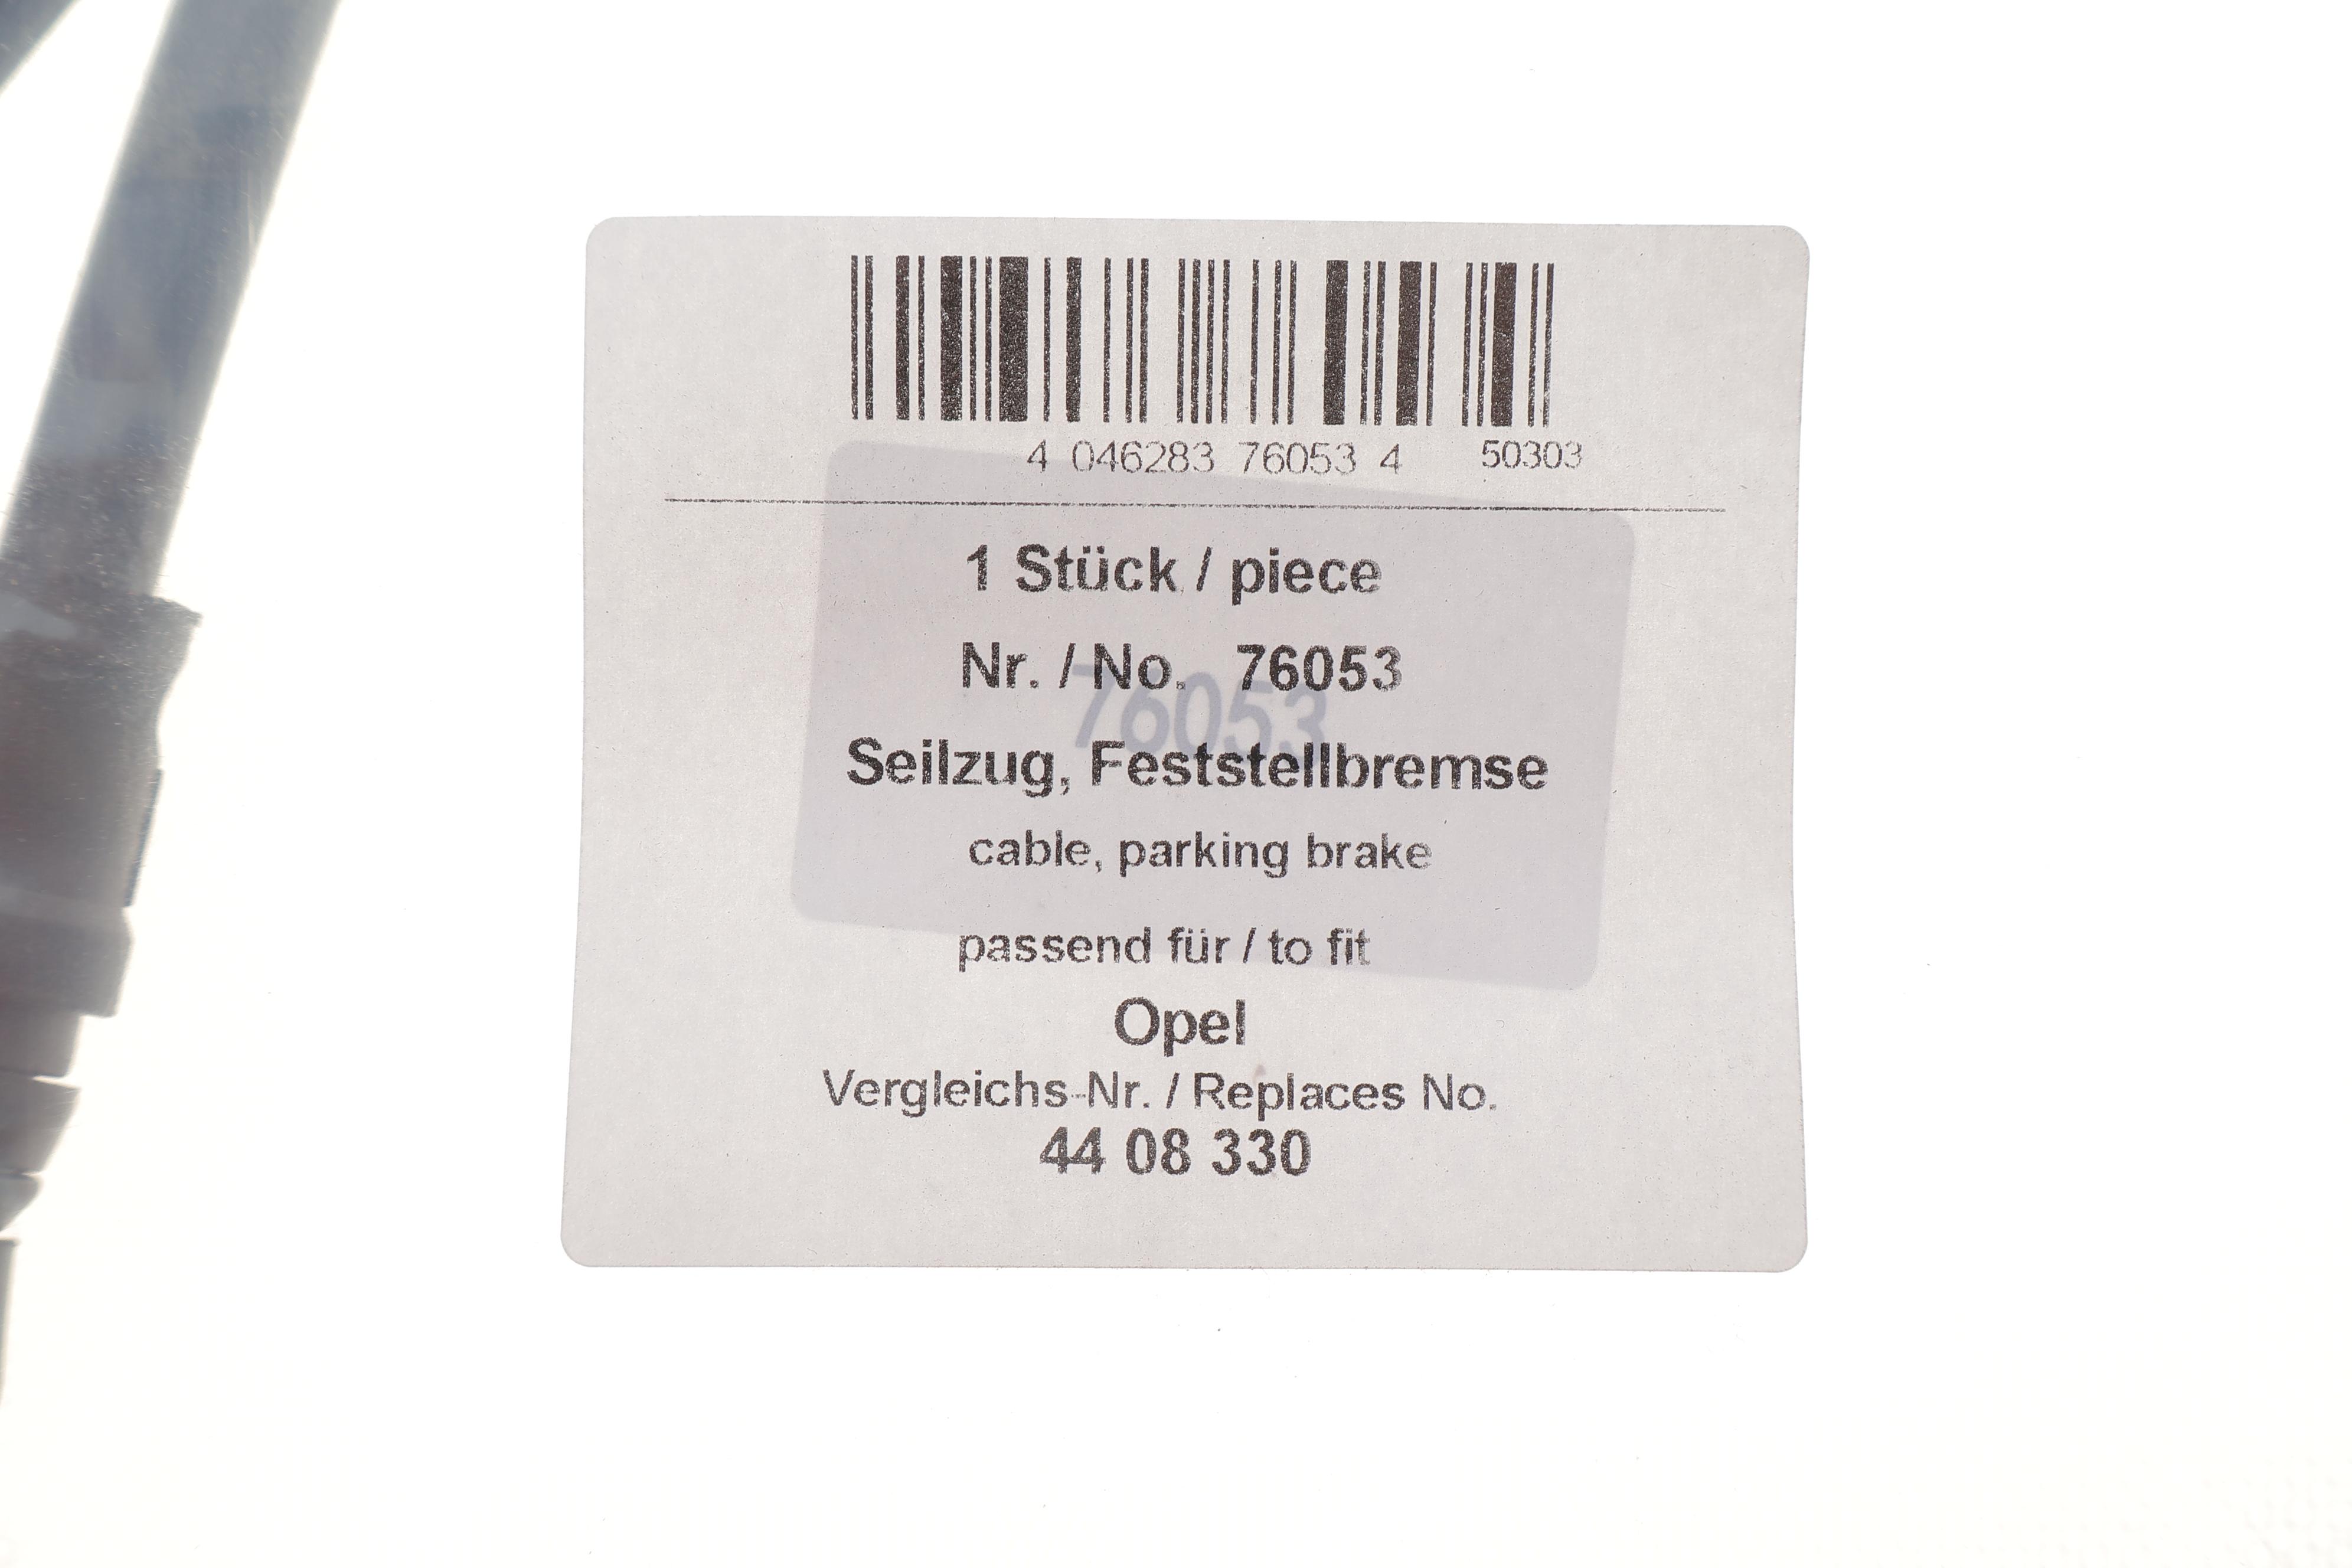 4 046283 76053 4 50303
1 Stück / piece
Nr. / No. 76053
76053
Seilzug, Feststellbremse
cable, parking brake
passend für / to fit
Opel
Vergleichs-Nr. / Replaces No.
44 08 330